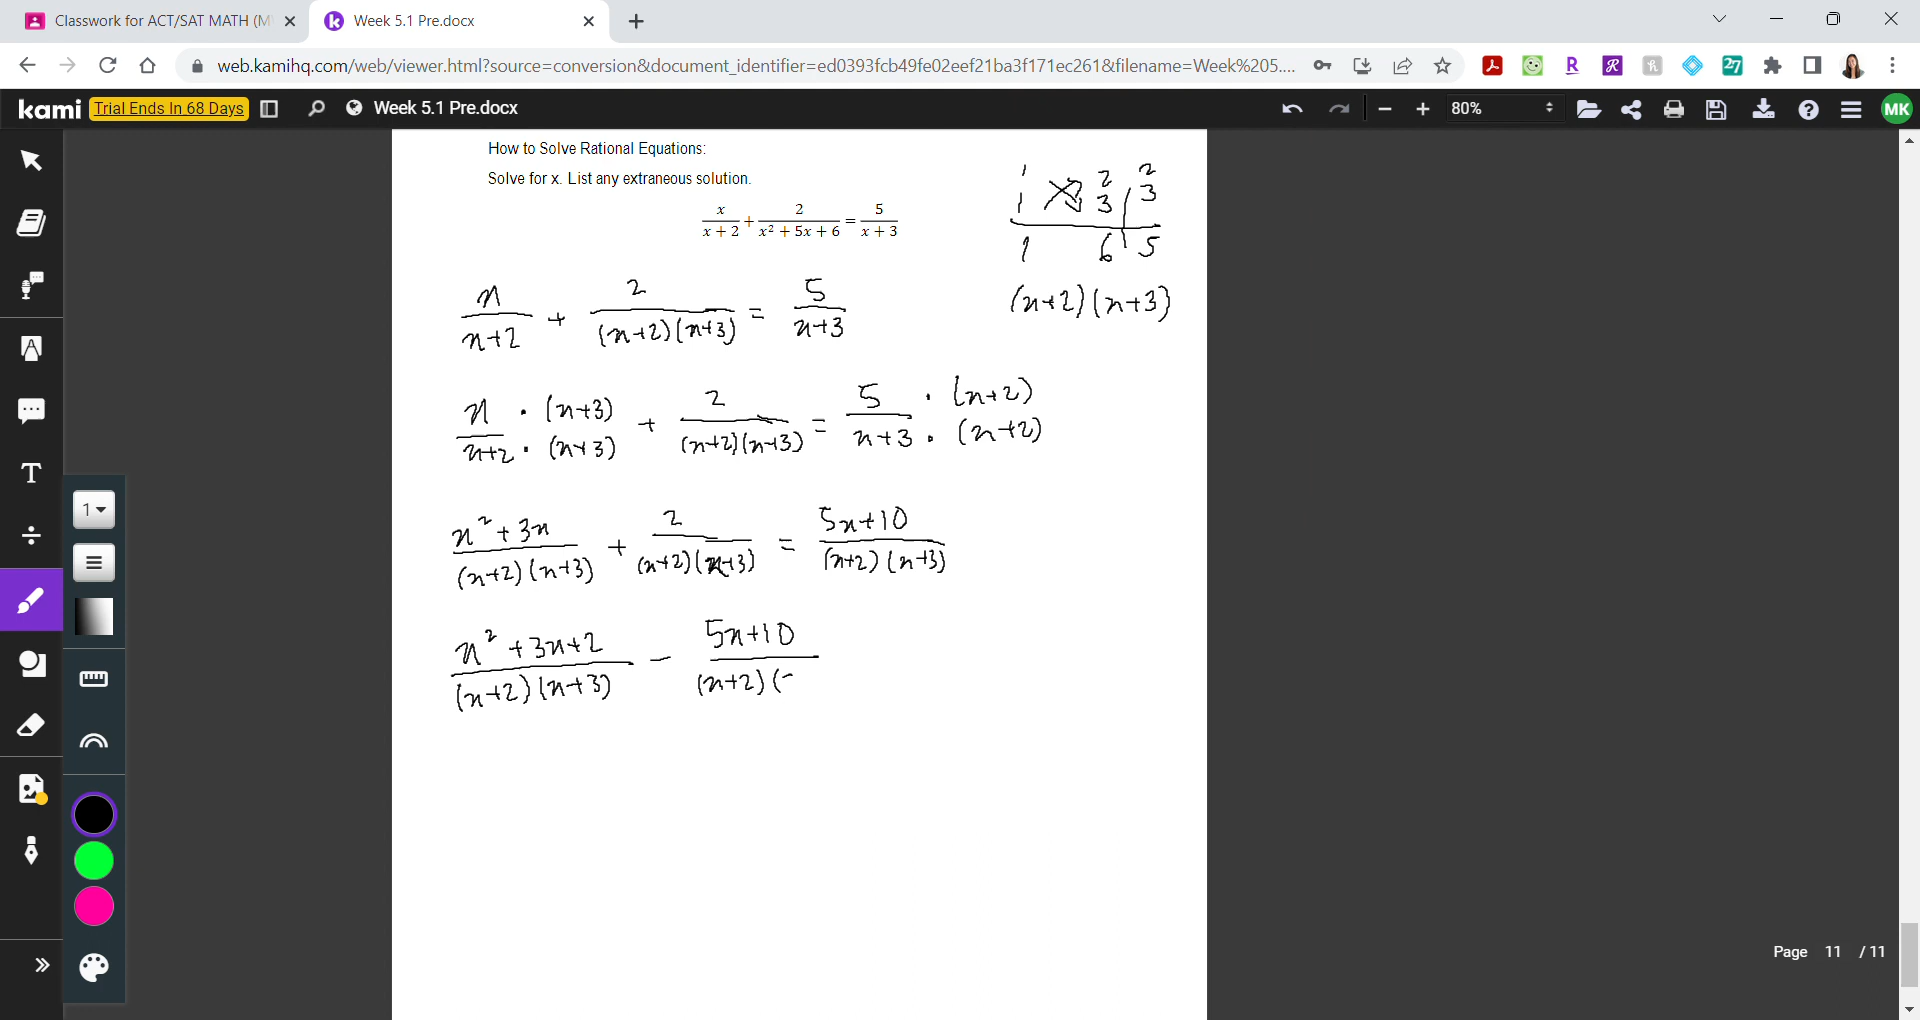 Classwork for ACT/SAT MATH (M
Week 5.1 Pre.docx
web.kamihq.com/web/viewer.html?source=conversion&document_identifier=ed0393fcb49fe02eef21ba3f171ec261&filename=Week%205....
kami Trial Ends In 68 Days Week 5.1 Pre.docx 80% MK
How to Solve Rational Equations:
Solve for x. List any extraneous solution.
x/(x + 2) + 2/(x² + 5x + 6) = 5/(x + 3)
1 2 2
1 3 3
1 6 5
(x+2)(x+3)
x/(x+2) + 2/((x+2)(x+3)) = 5/(x+3)
x · (x+3) / x+2 · (x+3) + 2/((x+2)(x+3)) = 5 · (x+2) / x+3 · (x+2)
x²+3x/((x+2)(x+3)) + 2/((x+2)(x+3)) = 5x+10/((x+2)(x+3))
x²+3x+2/((x+2)(x+3)) − 5x+10/(x+2)(
1
Page 11 / 11